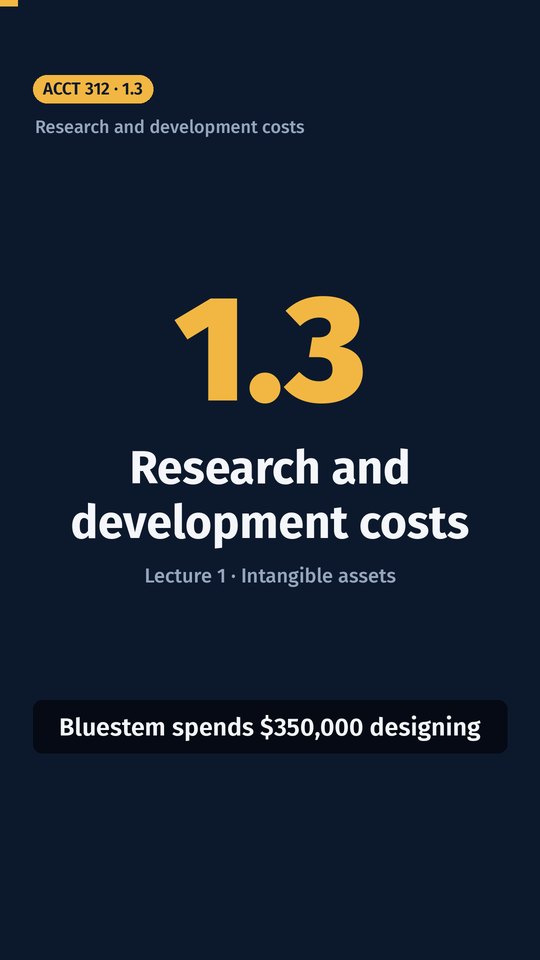 ACCT 312 · 1.3
Research and development costs
1.3
Research and
development costs
Lecture 1 · Intangible assets
Bluestem spends $350,000 designing